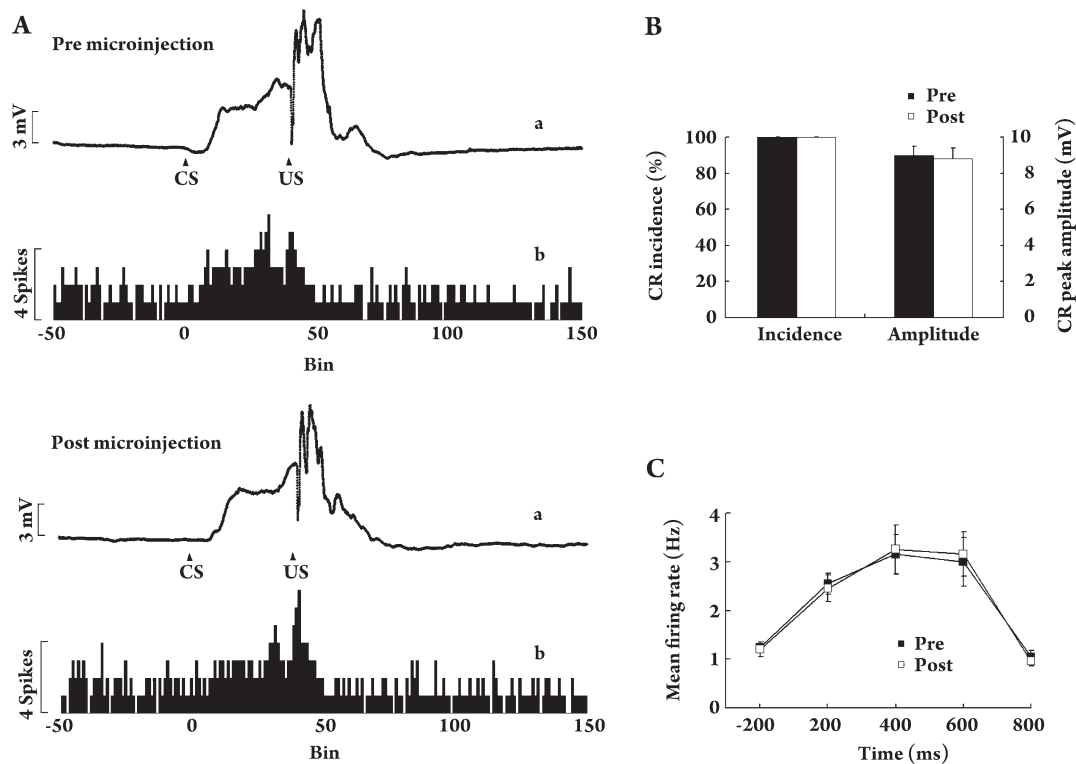 A
Pre microinjection
3 mV
a
CS
US
4 Spikes
b
-50 0 50 100 150
Bin
Post microinjection
3 mV
a
CS
US
4 Spikes
b
-50 0 50 100 150
Bin
B
Pre
Post
CR incidence (%)
100
80
60
40
20
0
10
8
6
4
2
0
CR peak amplitude (mV)
Incidence Amplitude
C
Mean firing rate (Hz)
4
3
2
1
0
Pre
Post
-200 200 400 600 800
Time (ms)